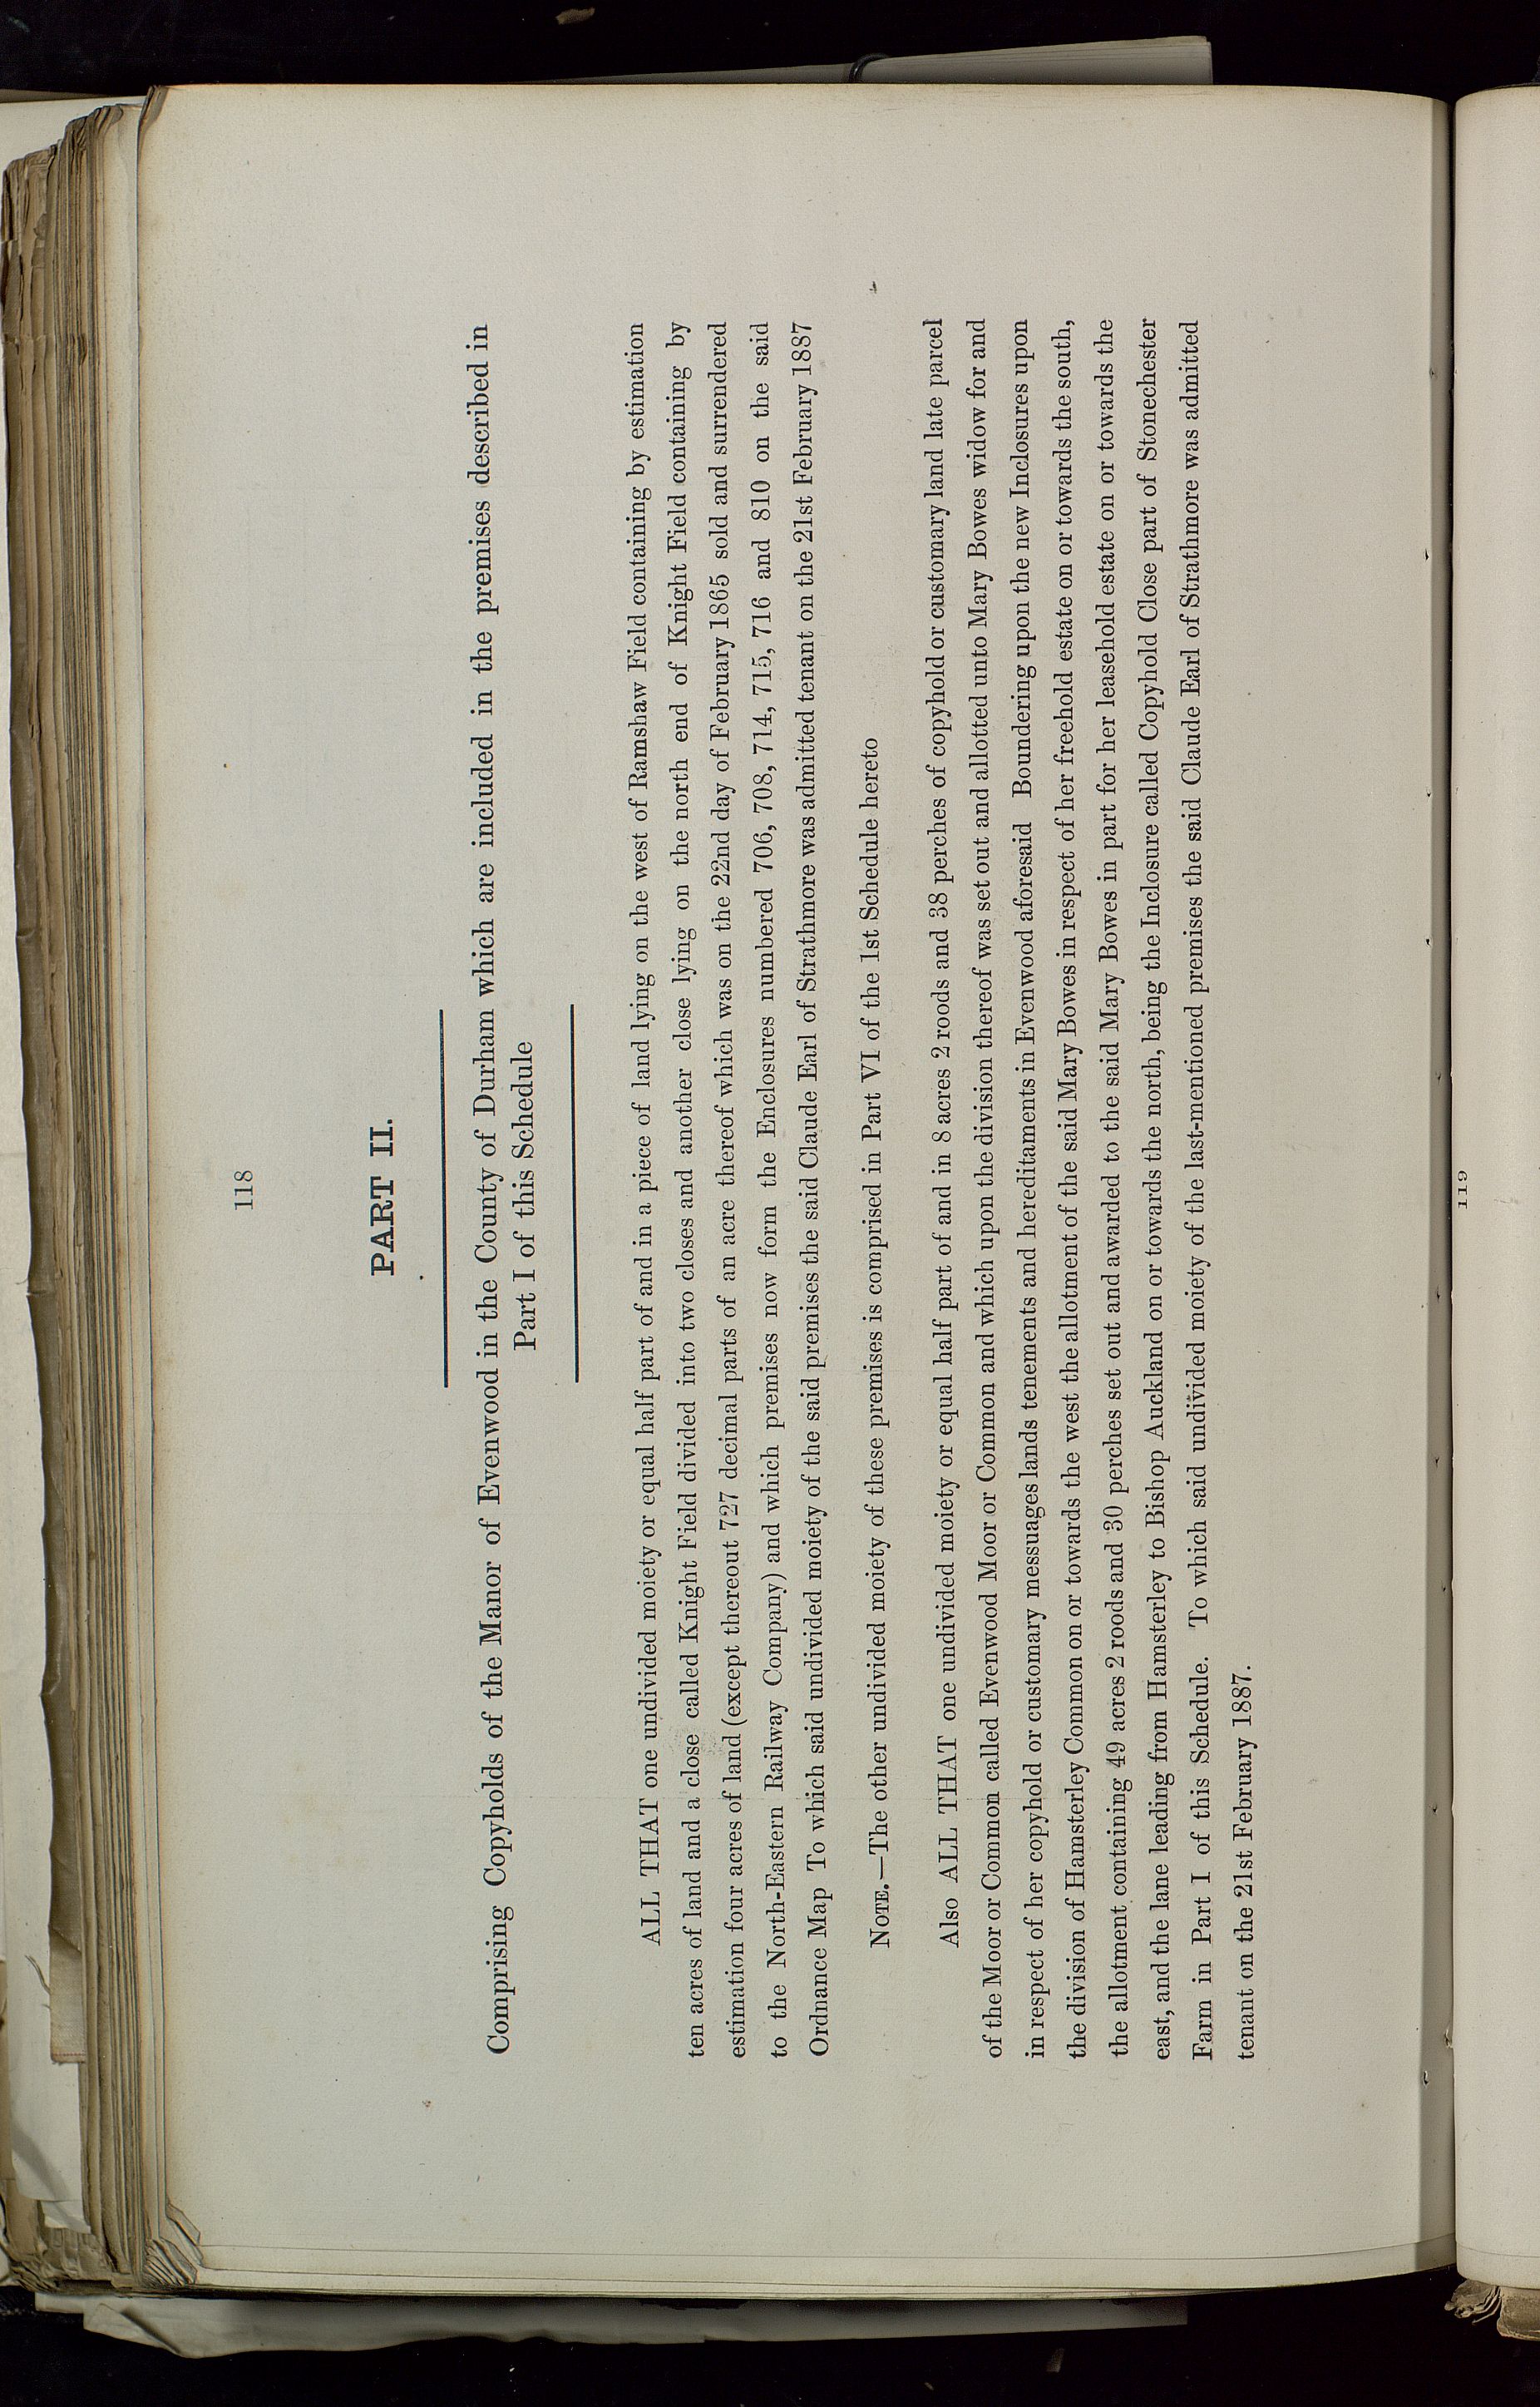 118
PART II.
Comprising Copyholds of the Manor of Evenwood in the County of Durham which are included in the premises described in
Part I of this Schedule
ALL THAT one undivided moiety or equal half part of and in a piece of land lying on the west of Ramshaw Field containing by estimation
ten acres of land and a close called Knight Field divided into two closes and another close lying on the north end of Knight Field containing by
estimation four acres of land (except thereout 727 decimal parts of an acre thereof which was on the 22nd day of February 1865 sold and surrendered
to the North-Eastern Railway Company) and which premises now form the Enclosures numbered 706, 708, 714, 715, 716 and 810 on the said
Ordnance Map To which said undivided moiety of the said premises the said Claude Earl of Strathmore was admitted tenant on the 21st February 1887
NOTE.—The other undivided moiety of these premises is comprised in Part VI of the 1st Schedule hereto
Also ALL THAT one undivided moiety or equal half part of and in 8 acres 2 roods and 38 perches of copyhold or customary land late parcel
of the Moor or Common called Evenwood Moor or Common and which upon the division thereof was set out and allotted unto Mary Bowes widow for and
in respect of her copyhold or customary messuages lands tenements and hereditaments in Evenwood aforesaid Boundering upon the new Inclosures upon
the division of Hamsterley Common on or towards the west the allotment of the said Mary Bowes in respect of her freehold estate on or towards the south,
the allotment containing 49 acres 2 roods and 30 perches set out and awarded to the said Mary Bowes in part for her leasehold estate on or towards the
east, and the lane leading from Hamsterley to Bishop Auckland on or towards the north, being the Inclosure called Copyhold Close part of Stonechester
Farm in Part I of this Schedule. To which said undivided moiety of the last-mentioned premises the said Claude Earl of Strathmore was admitted
tenant on the 21st February 1887.
119